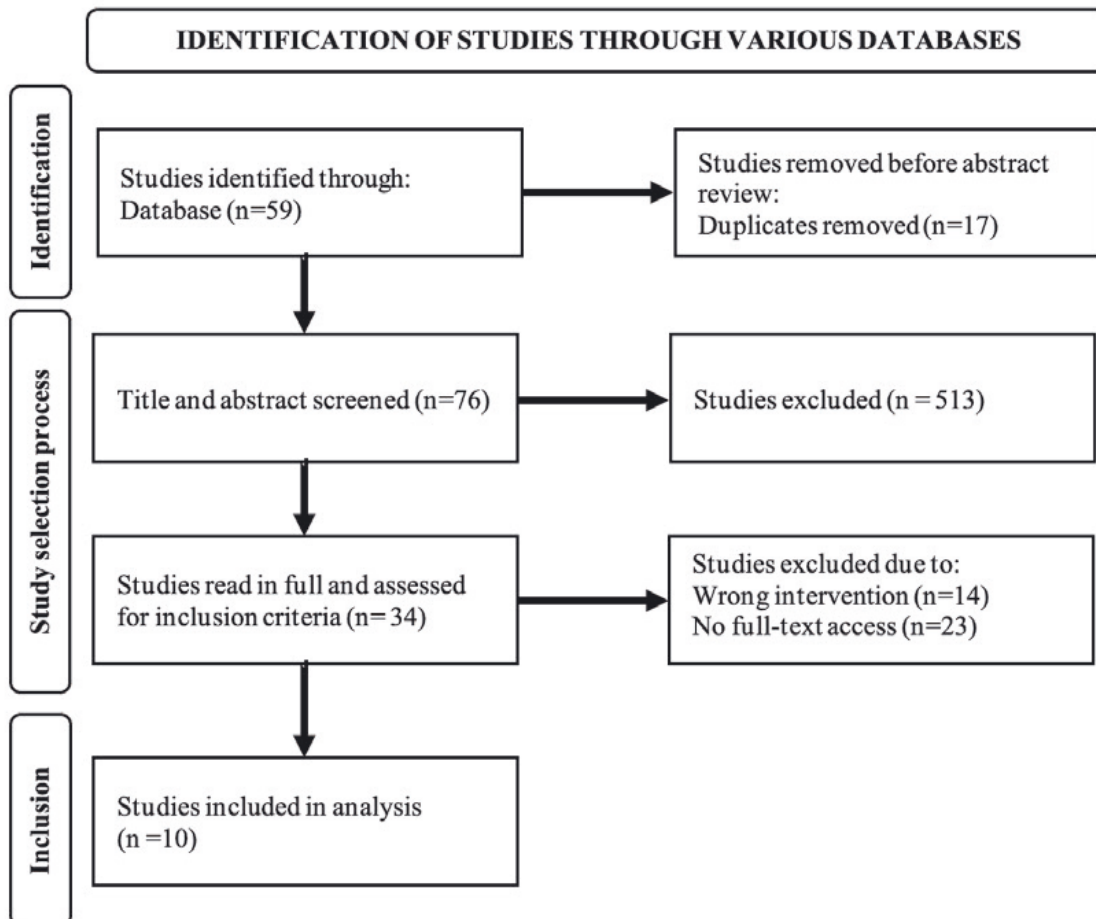 IDENTIFICATION OF STUDIES THROUGH VARIOUS DATABASES
Identification
Studies identified through:
Database (n=59)
Studies removed before abstract
review:
Duplicates removed (n=17)
Study selection process
Title and abstract screened (n=76)
Studies excluded (n = 513)
Studies read in full and assessed
for inclusion criteria (n= 34)
Studies excluded due to:
Wrong intervention (n=14)
No full-text access (n=23)
Inclusion
Studies included in analysis
(n =10)